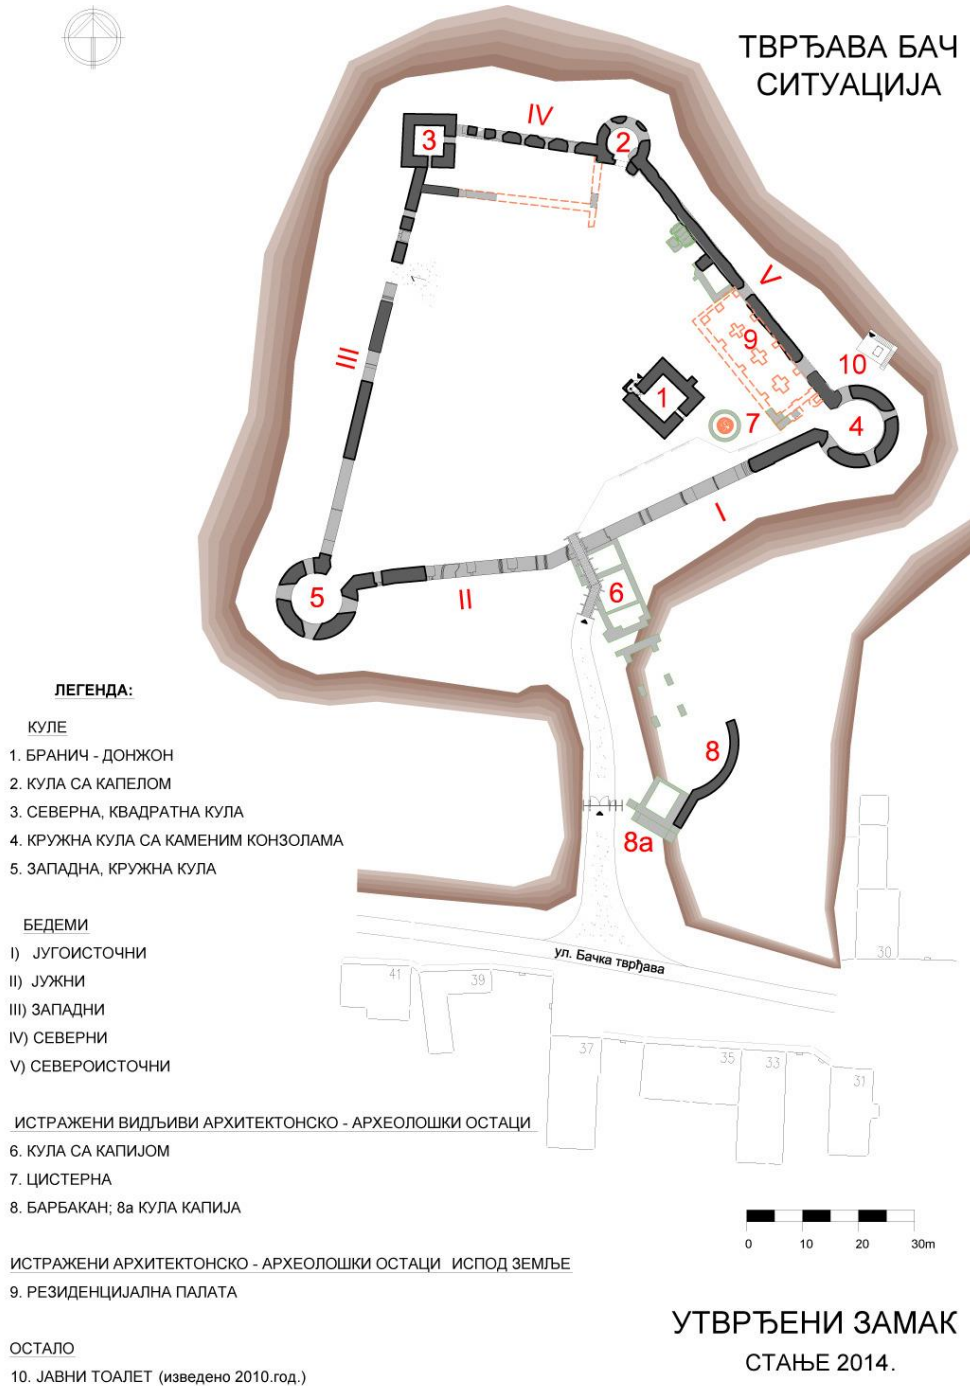 ТВРЂАВА БАЧ
СИТУАЦИЈА
IV
3
2
V
III
9
10
1
7
4
I
5
II
6
8
8а
ЛЕГЕНДА:
КУЛЕ
1. БРАНИЧ - ДОНЖОН
2. КУЛА СА КАПЕЛОМ
3. СЕВЕРНА, КВАДРАТНА КУЛА
4. КРУЖНА КУЛА СА КАМЕНИМ КОНЗОЛАМА
5. ЗАПАДНА, КРУЖНА КУЛА
БЕДЕМИ
I) ЈУГОИСТОЧНИ
II) ЈУЖНИ
III) ЗАПАДНИ
IV) СЕВЕРНИ
V) СЕВЕРОИСТОЧНИ
ИСТРАЖЕНИ ВИДЉИВИ АРХИТЕКТОНСКО - АРХЕОЛОШКИ ОСТАЦИ
6. КУЛА СА КАПИЈОМ
7. ЦИСТЕРНА
8. БАРБАКАН; 8а КУЛА КАПИЈА
ИСТРАЖЕНИ АРХИТЕКТОНСКО - АРХЕОЛОШКИ ОСТАЦИ ИСПОД ЗЕМЉЕ
9. РЕЗИДЕНЦИЈАЛНА ПАЛАТА
ОСТАЛО
10. ЈАВНИ ТОАЛЕТ (изведено 2010.год.)
ул. Бачка тврђава
30
41
39
37
35
33
31
0 10 20 30m
УТВРЂЕНИ ЗАМАК
СТАЊЕ 2014.